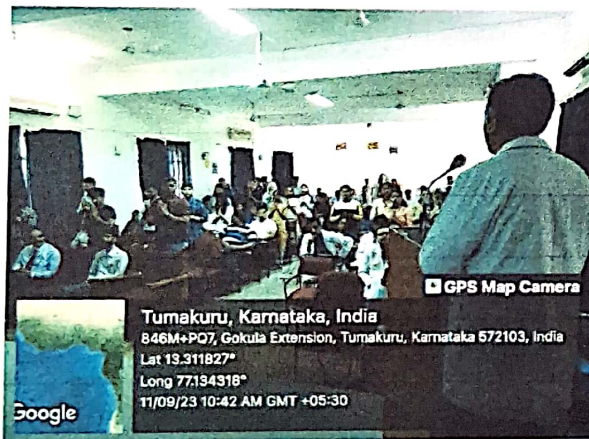 GPS Map Camera
Tumakuru, Karnataka, India
846M+PQ7, Gokula Extension, Tumakuru, Karnataka 572103, India
Lat 13.311827°
Long 77.134318°
11/09/23 10:42 AM GMT +05:30
Google